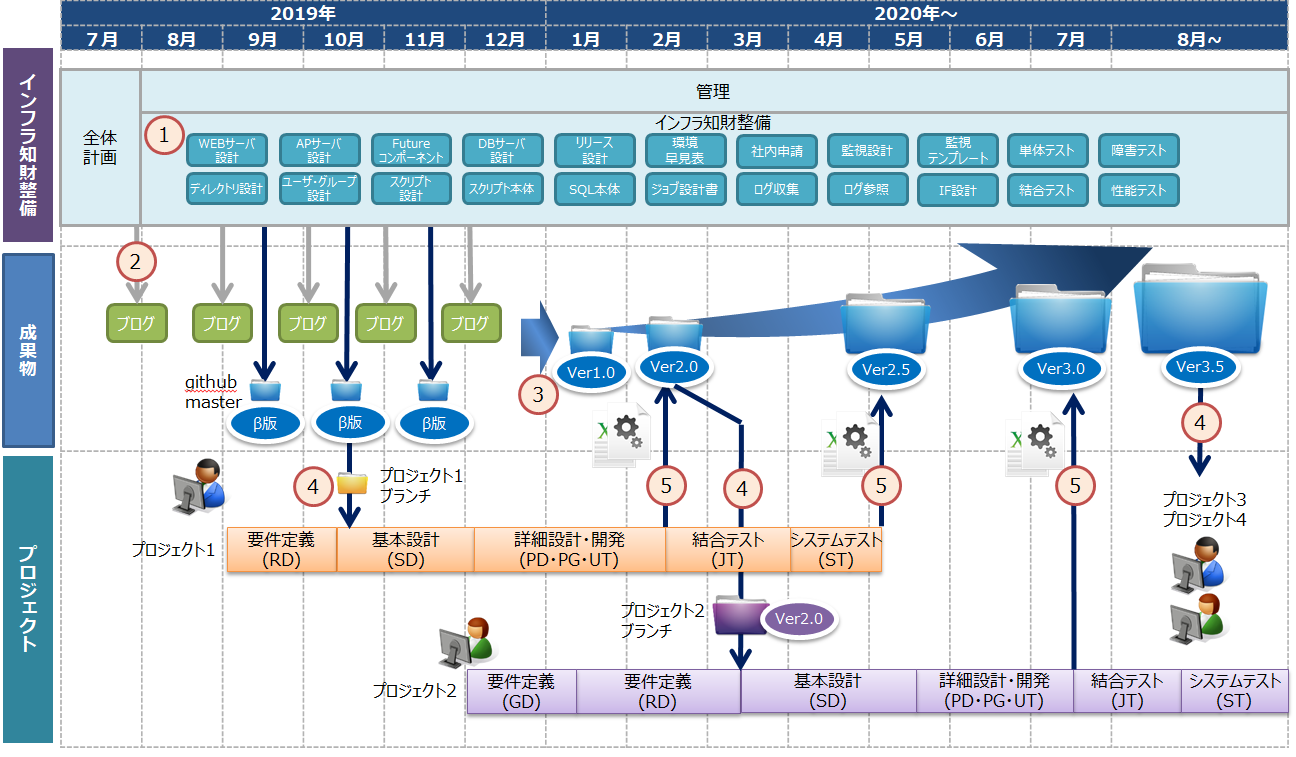 2019年
2020年～
７月
8月
9月
10月
11月
12月
1月
2月
3月
4月
5月
6月
7月
8月~
インフラ知財整備
全体
計画
管理
インフラ知財整備
1
WEBサーバ
設計
APサーバ
設計
Future
コンポーネント
DBサーバ
設計
リリース
設計
環境
早見表
社内申請
監視設計
監視
テンプレート
単体テスト
障害テスト
ディレクトリ設計
ユーザ・グループ
設計
スクリプト
設計
スクリプト本体
SQL本体
ジョブ設計書
ログ収集
ログ参照
IF設計
結合テスト
性能テスト
成果物
2
ブログ
ブログ
ブログ
ブログ
ブログ
github
master
β版
β版
β版
3
Ver1.0
Ver2.0
Ver2.5
Ver3.0
Ver3.5
X
X
X
4
プロジェクト
4
プロジェクト1
ブランチ
5
4
5
5
プロジェクト3
プロジェクト4
プロジェクト1
要件定義
(RD)
基本設計
(SD)
詳細設計・開発
(PD・PG・UT)
結合テスト
(JT)
システムテスト
(ST)
プロジェクト2
ブランチ
Ver2.0
プロジェクト2
要件定義
(GD)
要件定義
(RD)
基本設計
(SD)
詳細設計・開発
(PD・PG・UT)
結合テスト
(JT)
システムテスト
(ST)